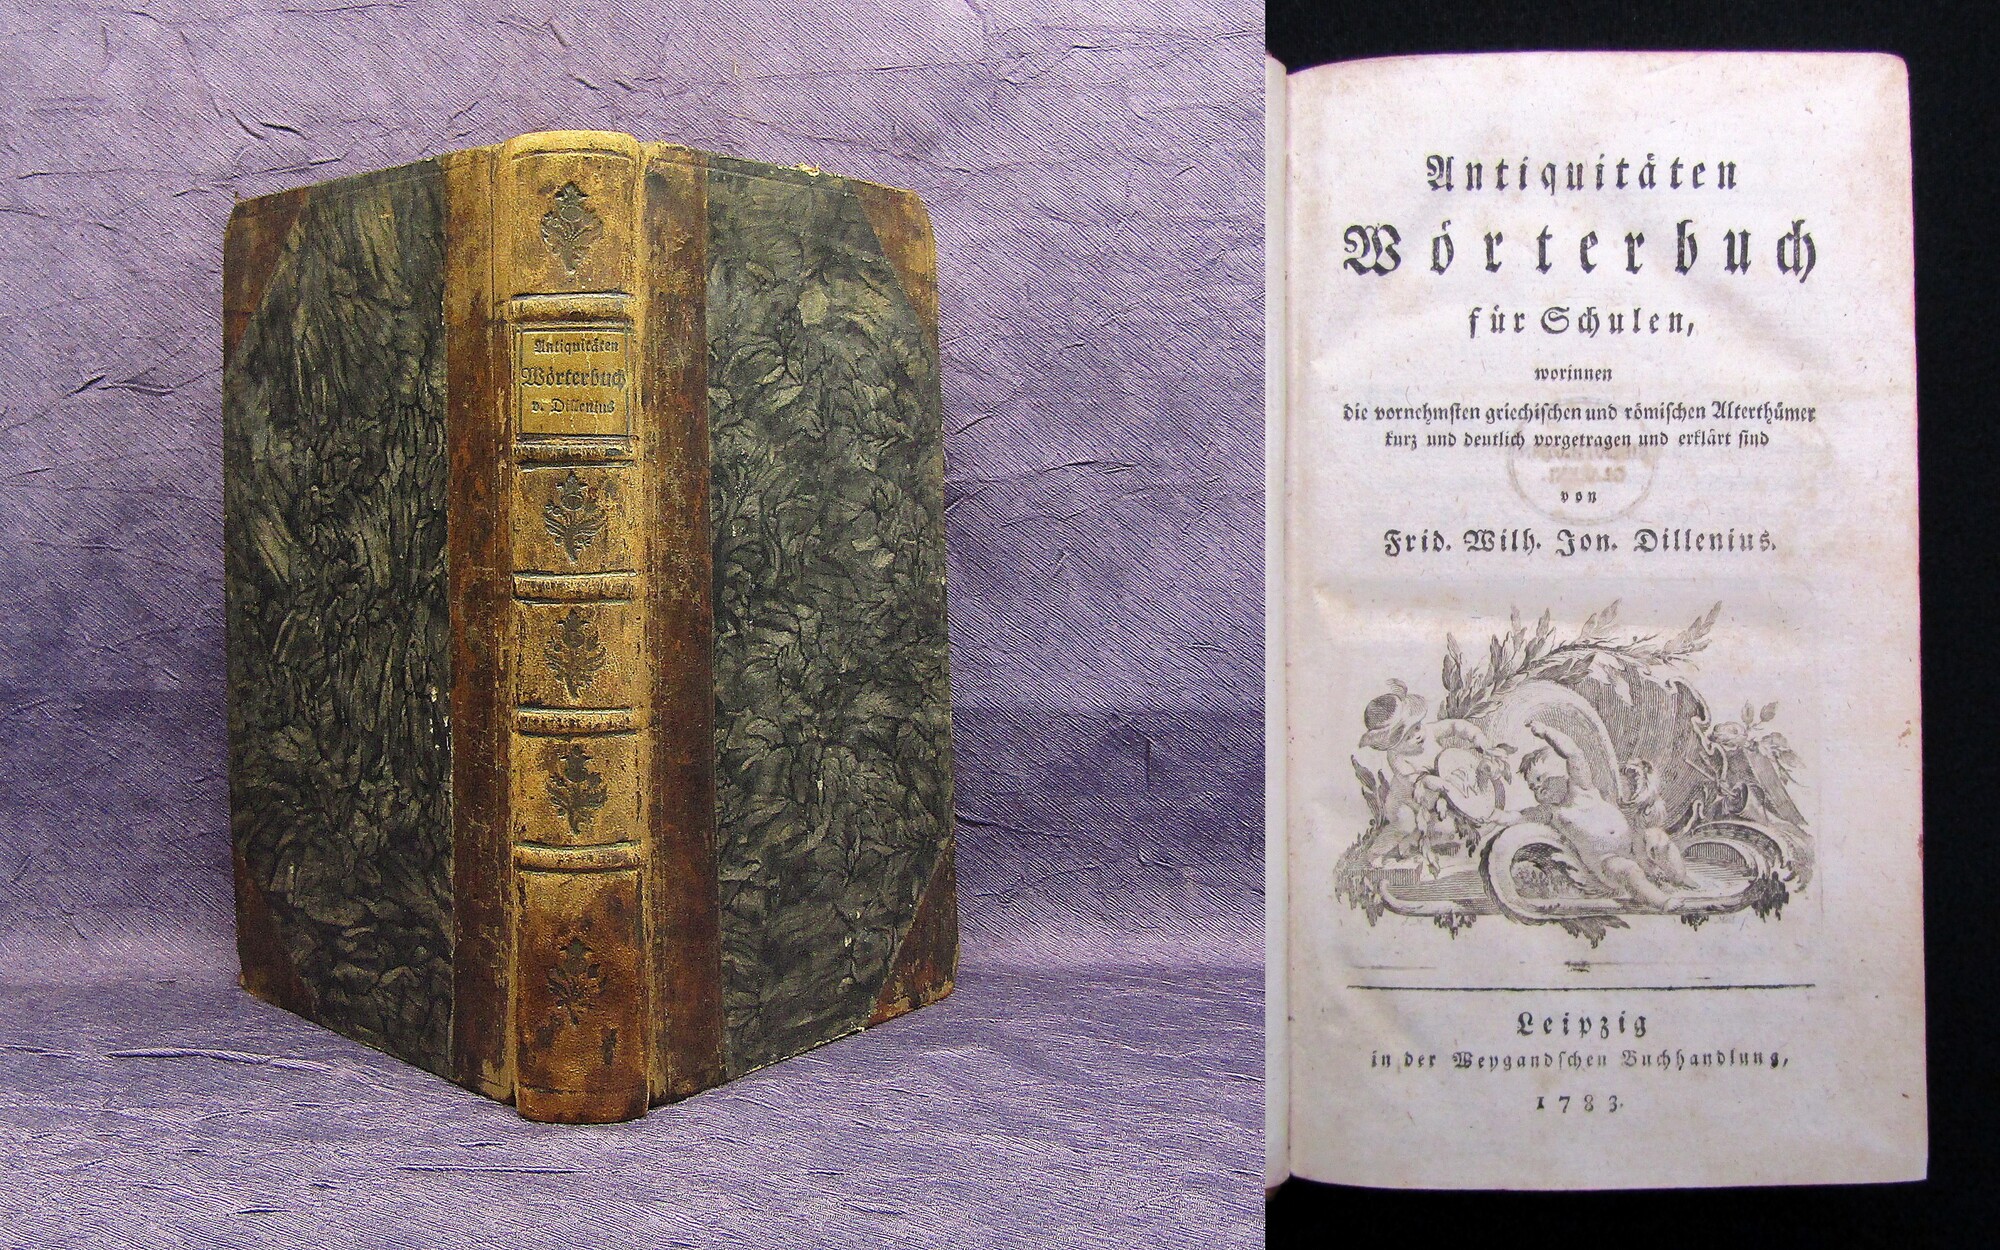 Antiquitäten
Wörterbuch
v. Dillenius
Antiquitäten
Wörterbuch
für Schulen,
worinnen
die vornehmsten griechischen und römischen Alterthümer
kurz und deutlich vorgetragen und erklärt sind
von
Frid. Wilh. Jon. Dillenius.
Leipzig
in der Weygandschen Buchhandlung,
1783.